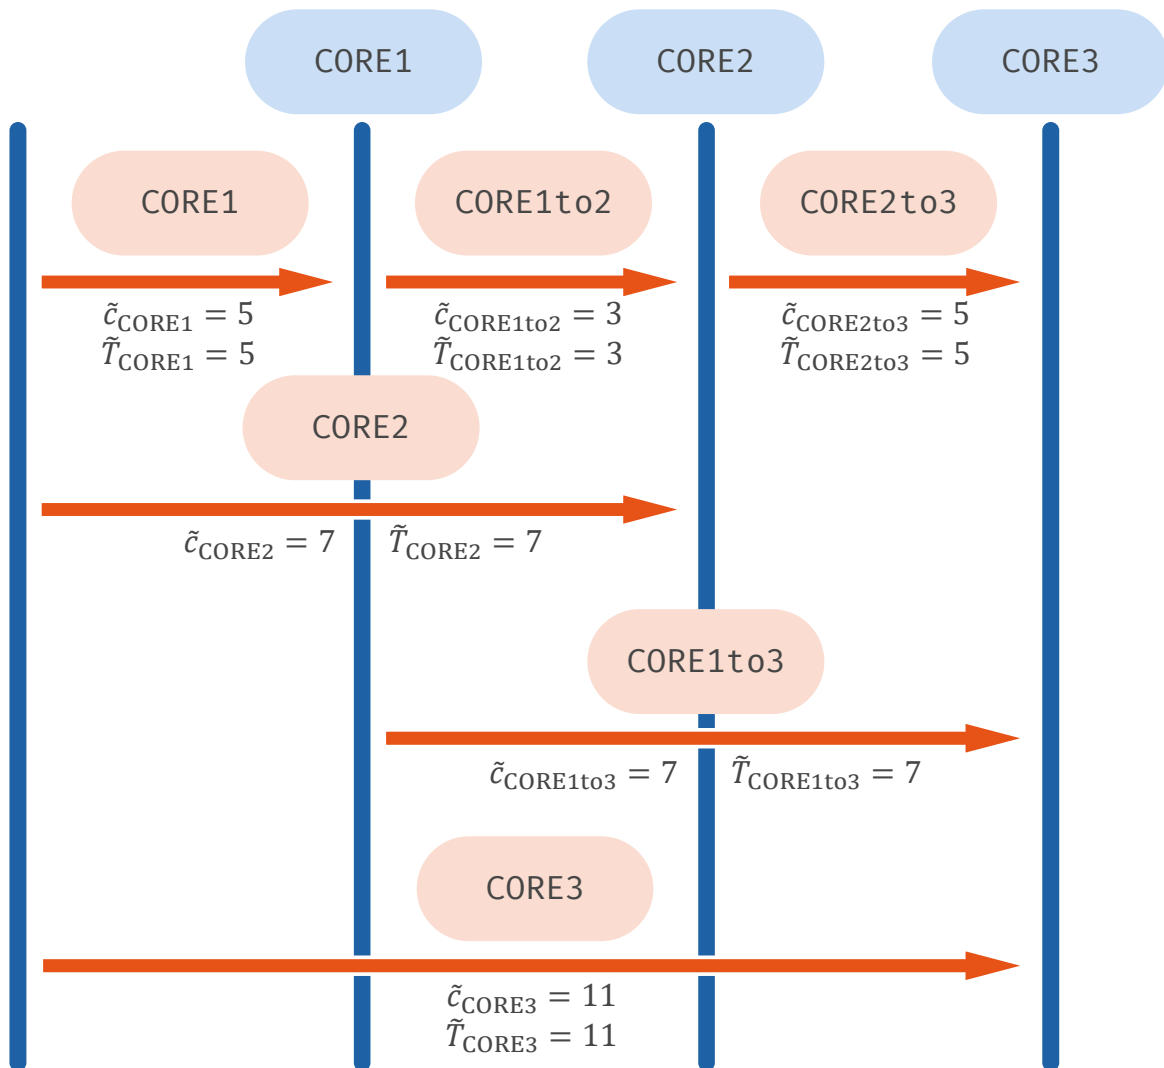 CORE1 CORE2 CORE3
CORE1 CORE1to2 CORE2to3
c̃CORE1 = 5 c̃CORE1to2 = 3 c̃CORE2to3 = 5
T̃CORE1 = 5 T̃CORE1to2 = 3 T̃CORE2to3 = 5
CORE2
c̃CORE2 = 7 T̃CORE2 = 7
CORE1to3
c̃CORE1to3 = 7 T̃CORE1to3 = 7
CORE3
c̃CORE3 = 11
T̃CORE3 = 11